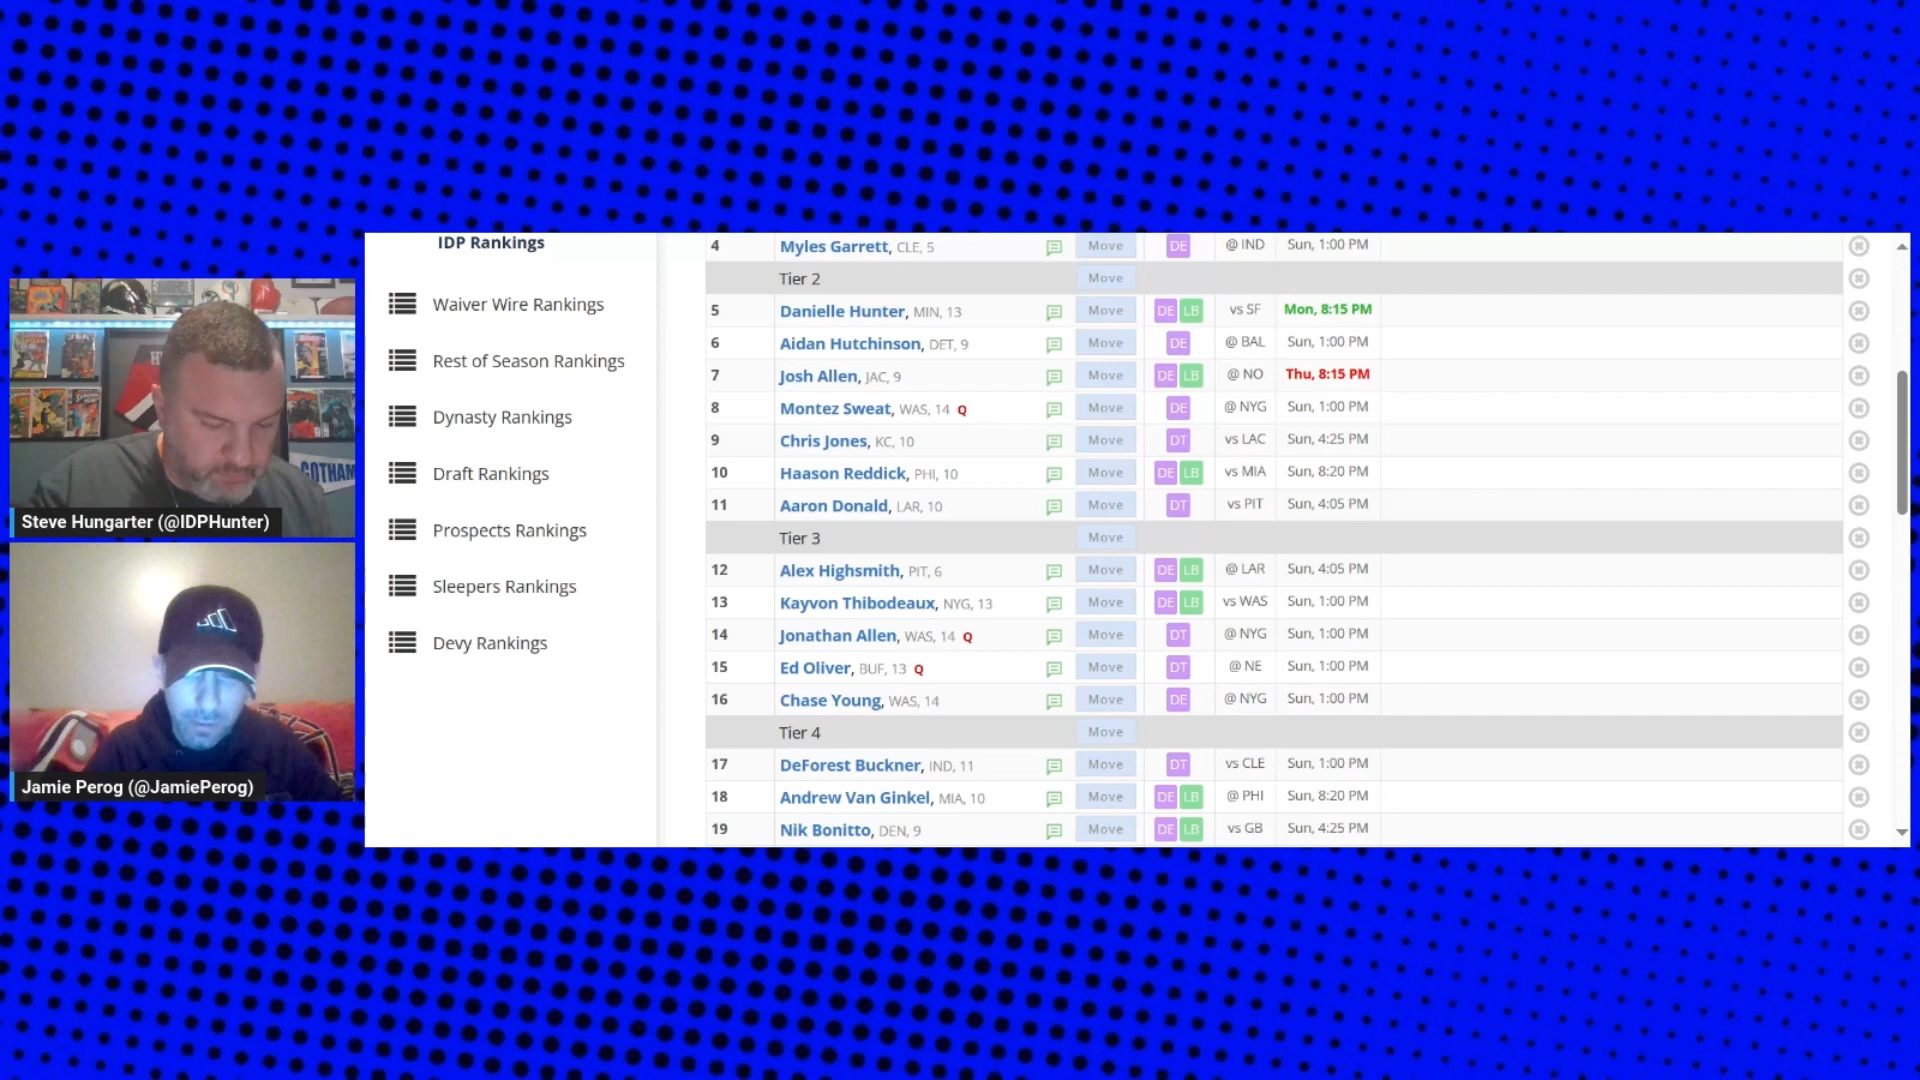 IDP Rankings
Waiver Wire Rankings
Rest of Season Rankings
Dynasty Rankings
Draft Rankings
Prospects Rankings
Sleepers Rankings
Devy Rankings
4 Myles Garrett, CLE, 5 Move DE @ IND Sun, 1:00 PM
Tier 2 Move
5 Danielle Hunter, MIN, 13 Move DE LB vs SF Mon, 8:15 PM
6 Aidan Hutchinson, DET, 9 Move DE @ BAL Sun, 1:00 PM
7 Josh Allen, JAC, 9 Move DE LB @ NO Thu, 8:15 PM
8 Montez Sweat, WAS, 14 Q Move DE @ NYG Sun, 1:00 PM
9 Chris Jones, KC, 10 Move DT vs LAC Sun, 4:25 PM
10 Haason Reddick, PHI, 10 Move DE LB vs MIA Sun, 8:20 PM
11 Aaron Donald, LAR, 10 Move DT vs PIT Sun, 4:05 PM
Tier 3 Move
12 Alex Highsmith, PIT, 6 Move DE LB @ LAR Sun, 4:05 PM
13 Kayvon Thibodeaux, NYG, 13 Move DE LB vs WAS Sun, 1:00 PM
14 Jonathan Allen, WAS, 14 Q Move DT @ NYG Sun, 1:00 PM
15 Ed Oliver, BUF, 13 Q Move DT @ NE Sun, 1:00 PM
16 Chase Young, WAS, 14 Move DE @ NYG Sun, 1:00 PM
Tier 4 Move
17 DeForest Buckner, IND, 11 Move DT vs CLE Sun, 1:00 PM
18 Andrew Van Ginkel, MIA, 10 Move DE LB @ PHI Sun, 8:20 PM
19 Nik Bonitto, DEN, 9 Move DE LB vs GB Sun, 4:25 PM
GOTHAM
Steve Hungarter (@IDPHunter)
Jamie Perog (@JamiePerog)